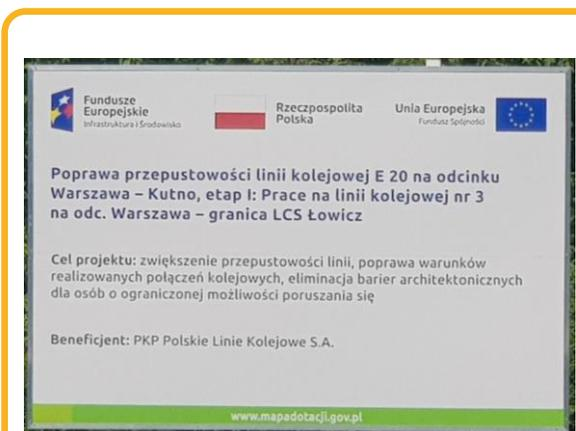 Fundusze
Europejskie
Infrastruktura i Środowisko
Rzeczpospolita
Polska
Unia Europejska
Fundusz Spójności
Poprawa przepustowości linii kolejowej E 20 na odcinku
Warszawa – Kutno, etap I: Prace na linii kolejowej nr 3
na odc. Warszawa – granica LCS Łowicz
Cel projektu: zwiększenie przepustowości linii, poprawa warunków
realizowanych połączeń kolejowych, eliminacja barier architektonicznych
dla osób o ograniczonej możliwości poruszania się
Beneficjent: PKP Polskie Linie Kolejowe S.A.
www.mapadotacji.gov.pl